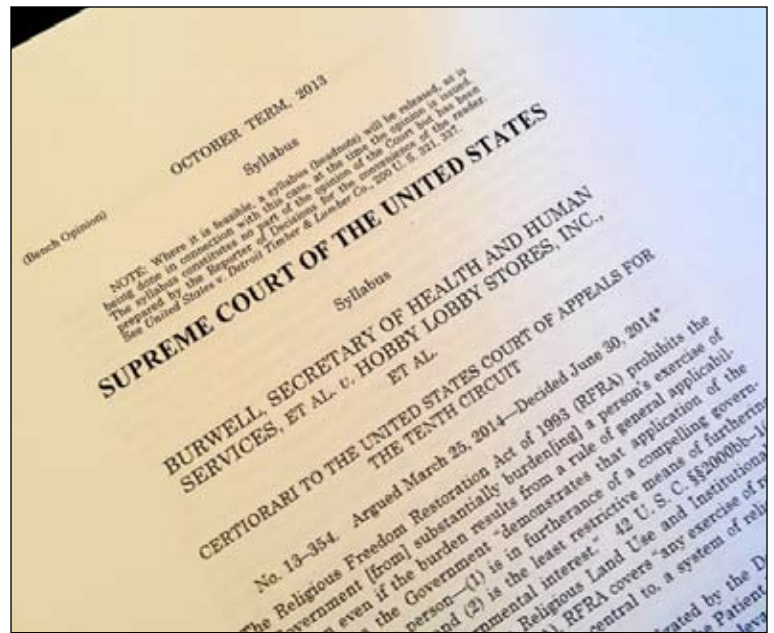 OCTOBER TERM, 2013
Syllabus
(Bench Opinion)
NOTE: Where it is feasible, a syllabus (headnote) will be released, as is
being done in connection with this case, at the time the opinion is issued.
The syllabus constitutes no part of the opinion of the Court but has been
prepared by the Reporter of Decisions for the convenience of the reader.
See United States v. Detroit Timber & Lumber Co., 200 U. S. 321, 337.
SUPREME COURT OF THE UNITED STATES
Syllabus
BURWELL, SECRETARY OF HEALTH AND HUMAN
SERVICES, ET AL. v. HOBBY LOBBY STORES, INC.,
ET AL.
CERTIORARI TO THE UNITED STATES COURT OF APPEALS FOR
THE TENTH CIRCUIT
No. 13–354. Argued March 25, 2014—Decided June 30, 2014*
The Religious Freedom Restoration Act of 1993 (RFRA) prohibits the
Government [from] substantially burden[ing] a person's exercise of
even if the burden results from a rule of general applicabil-
the Government "demonstrates that application of the
person—(1) is in furtherance of a compelling govern-
and (2) is the least restrictive means of furthering
mental interest." 42 U. S. C. §§2000bb–1
Religious Land Use and Institutional
RFRA covers "any exercise of
central to, a system of
by the
Patient